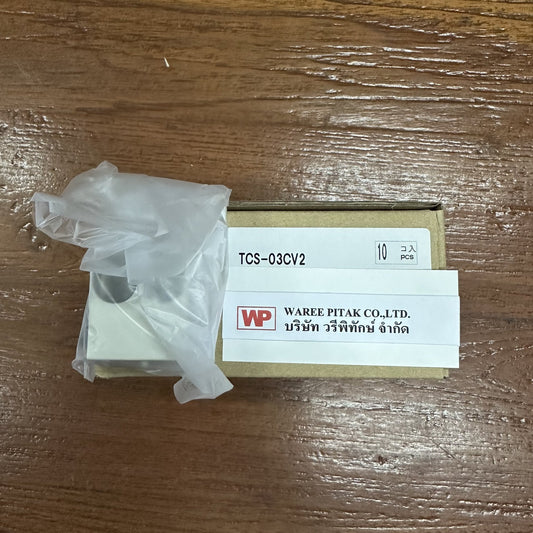 TCS-03CV2
10 コ入
pcs
WP
WAREE PITAK CO.,LTD.
บริษัท วรีพิทักษ์ จำกัด